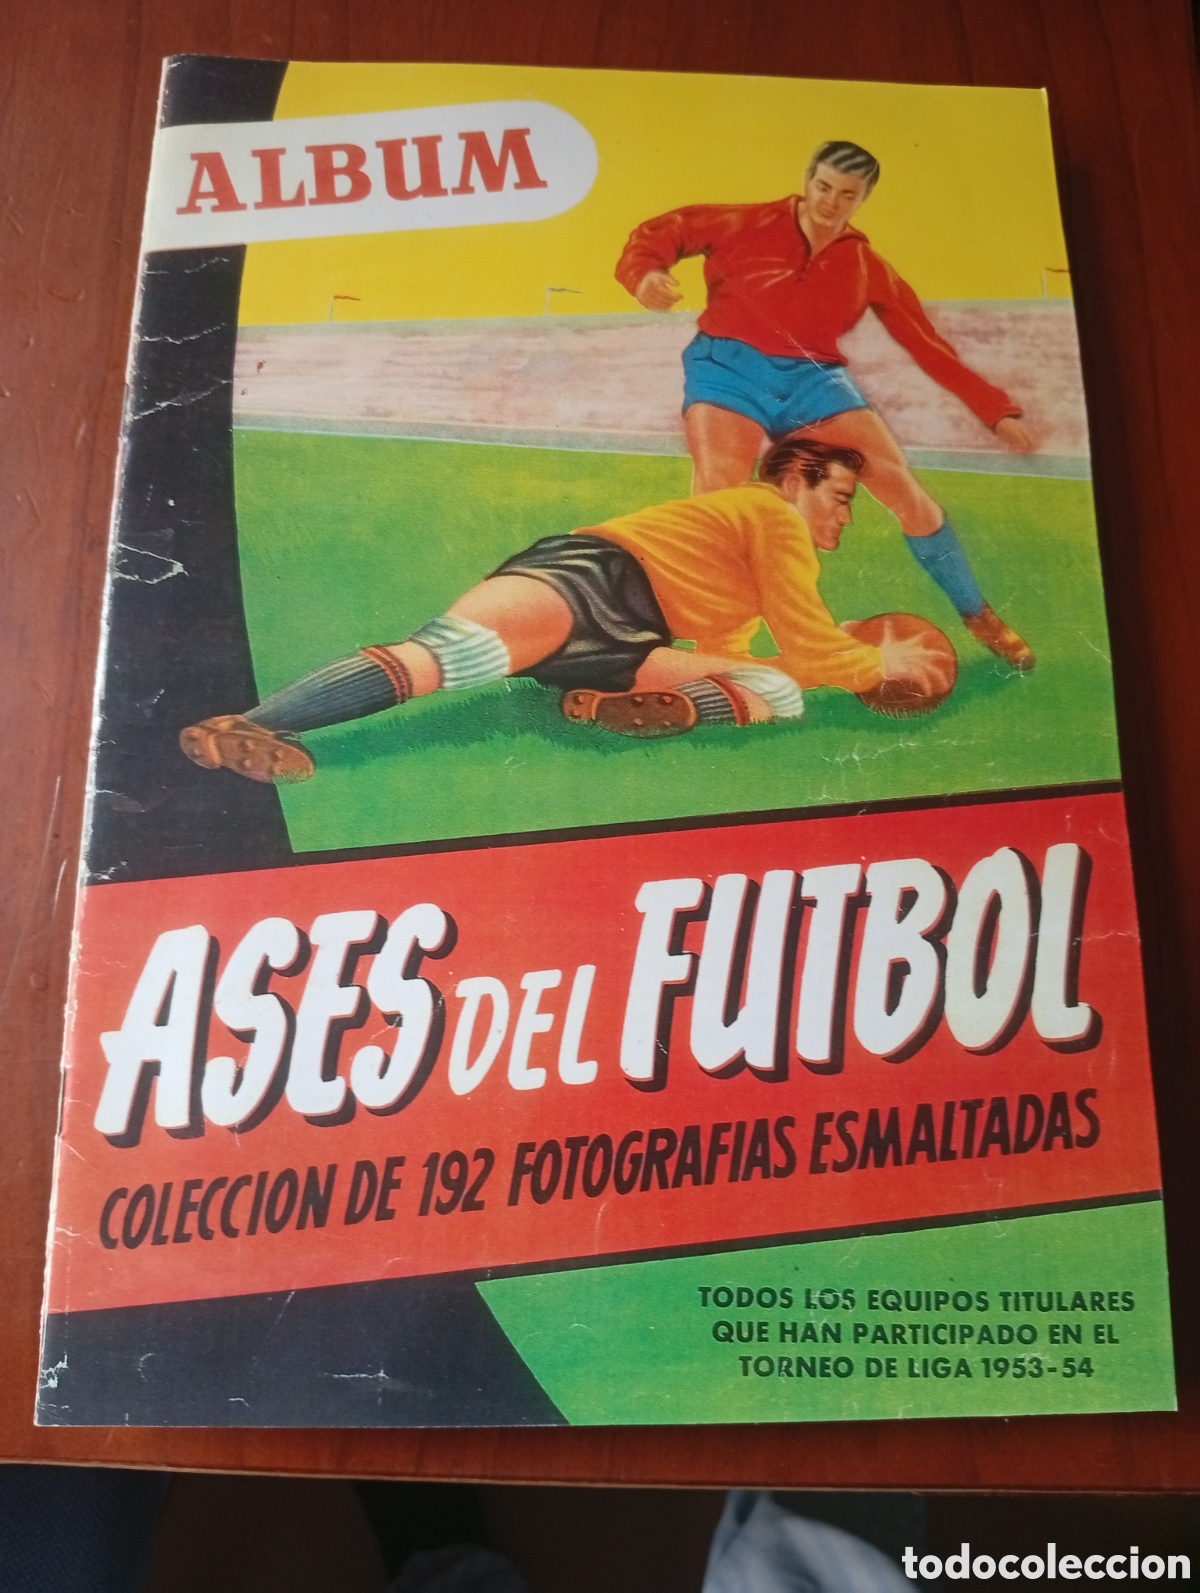 ALBUM
ASES DEL FUTBOL
COLECCION DE 192 FOTOGRAFIAS ESMALTADAS
TODOS LOS EQUIPOS TITULARES
QUE HAN PARTICIPADO EN EL
TORNEO DE LIGA 1953-54
todocoleccion